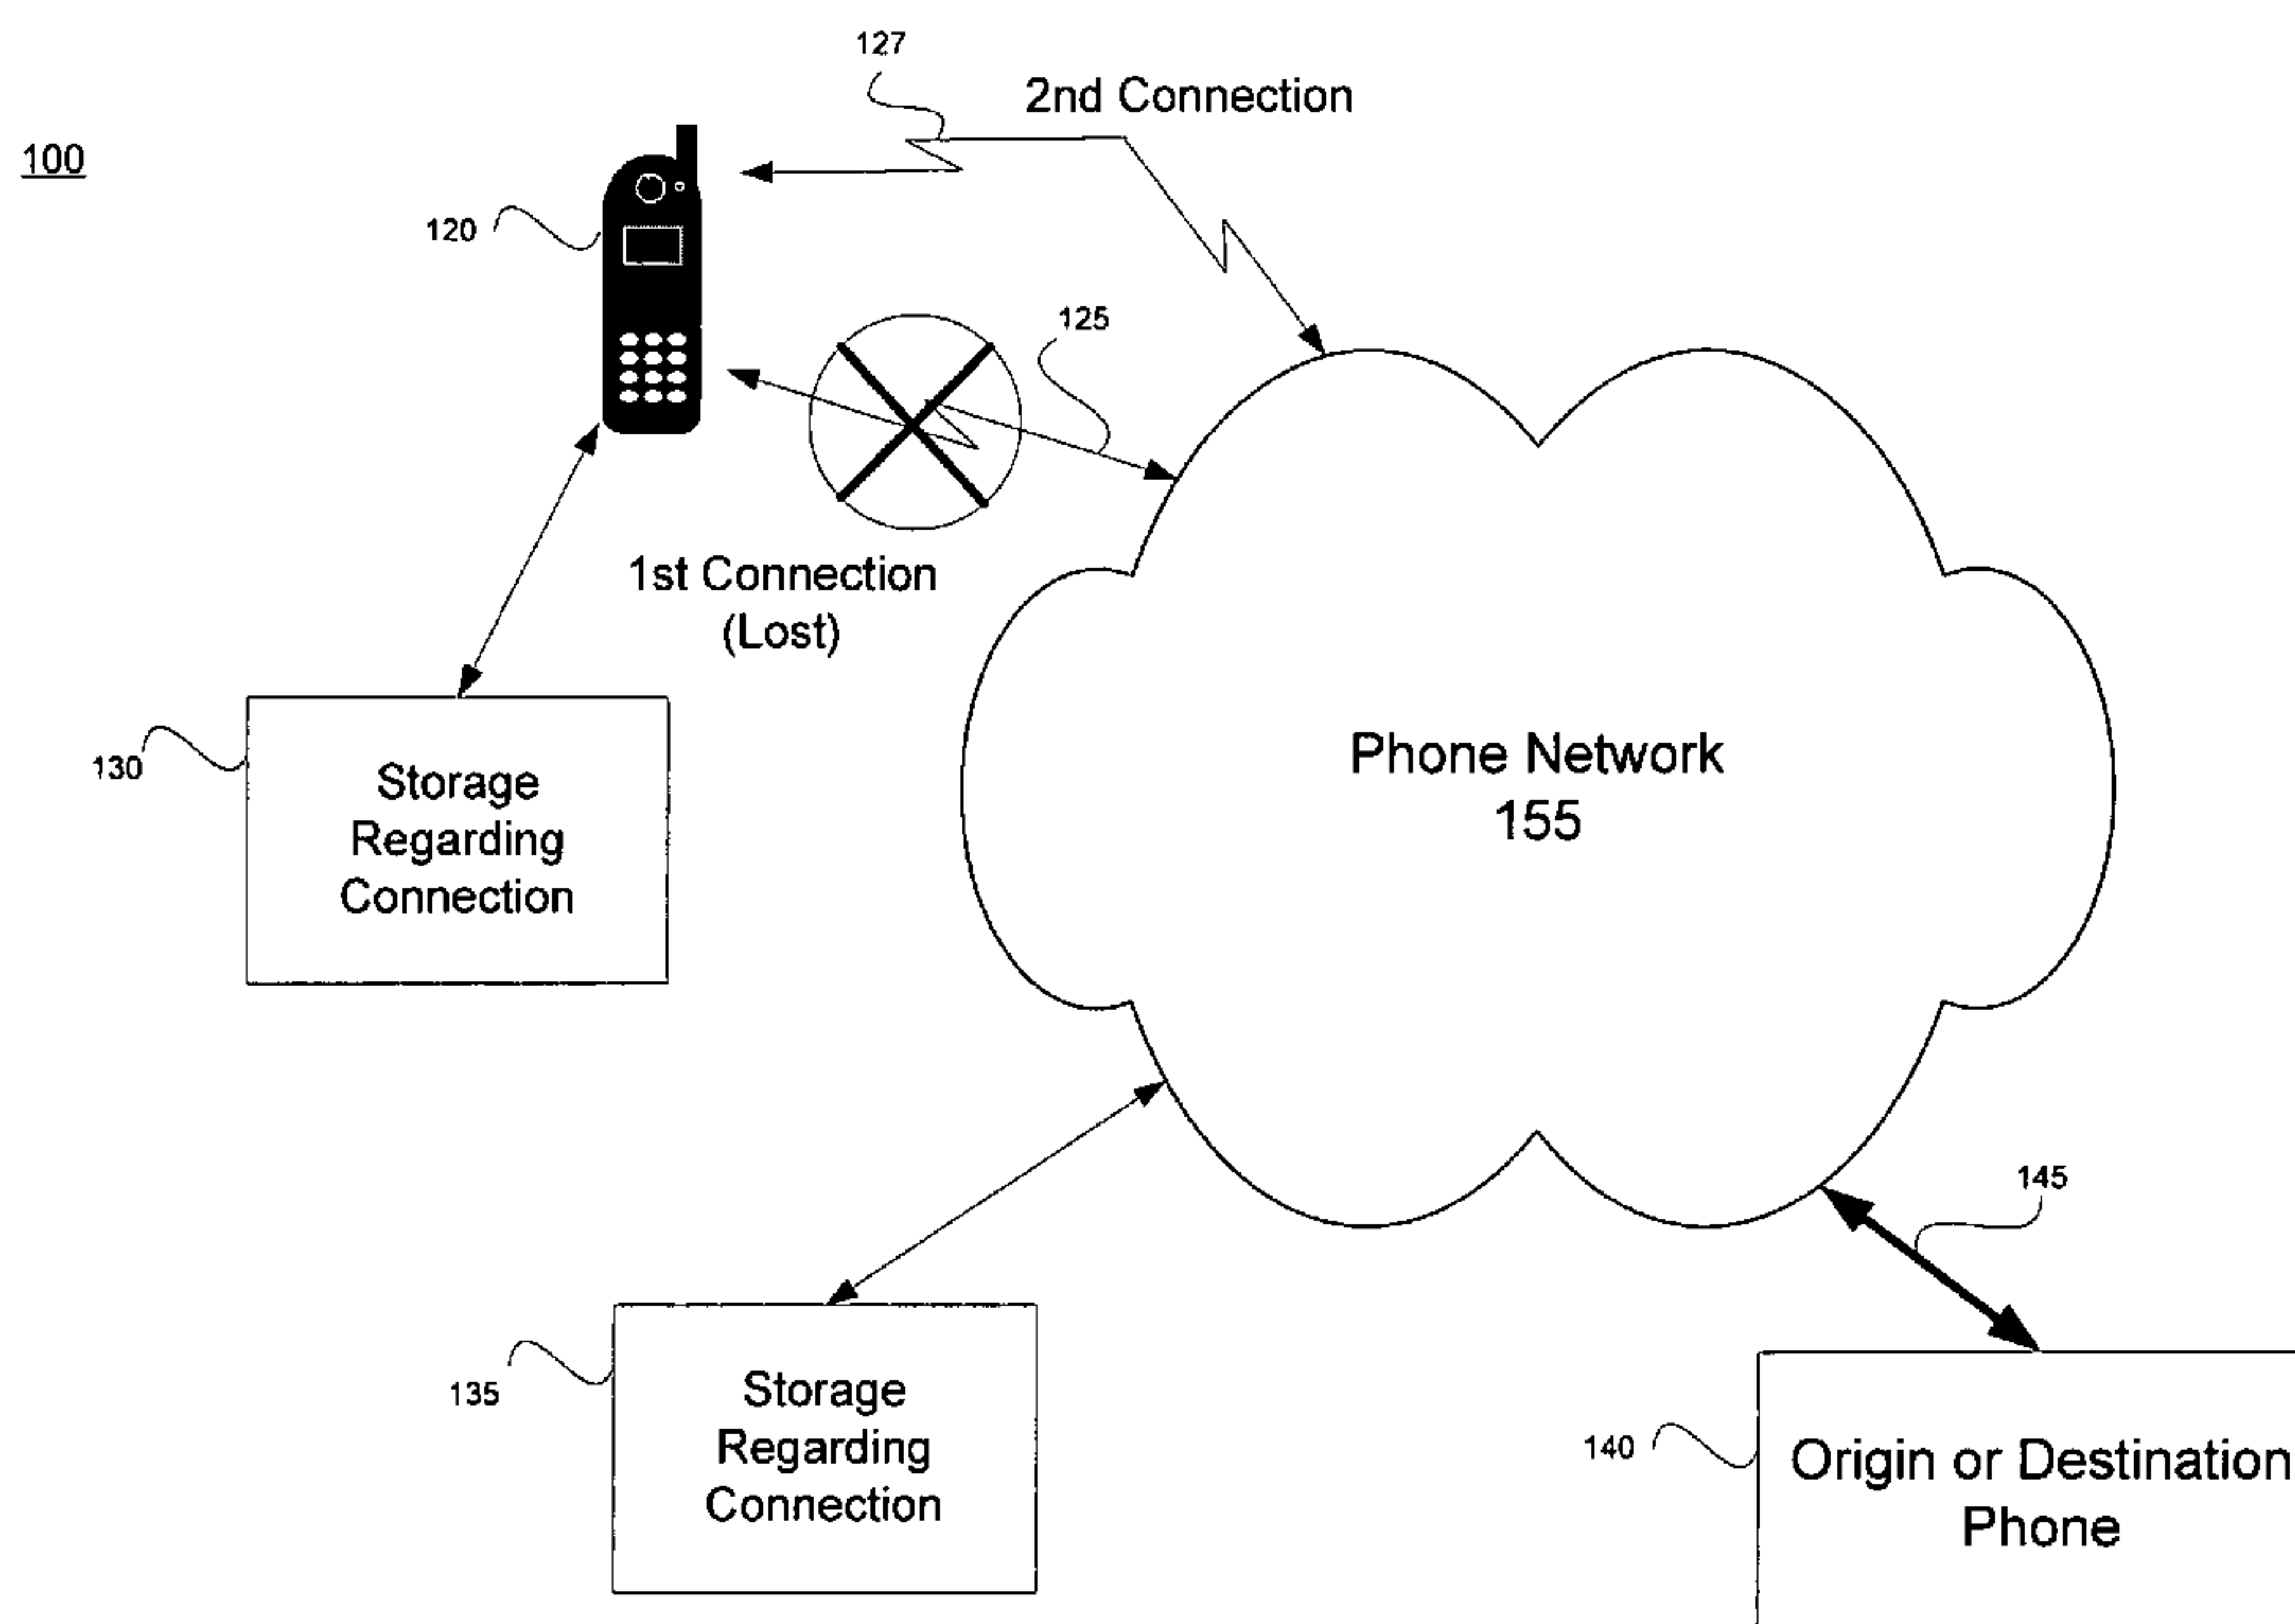 127
2nd Connection
100
120
125
1st Connection
(Lost)
130
Storage
Regarding
Connection
Phone Network
155
145
135
Storage
Regarding
Connection
140
Origin or Destination
Phone